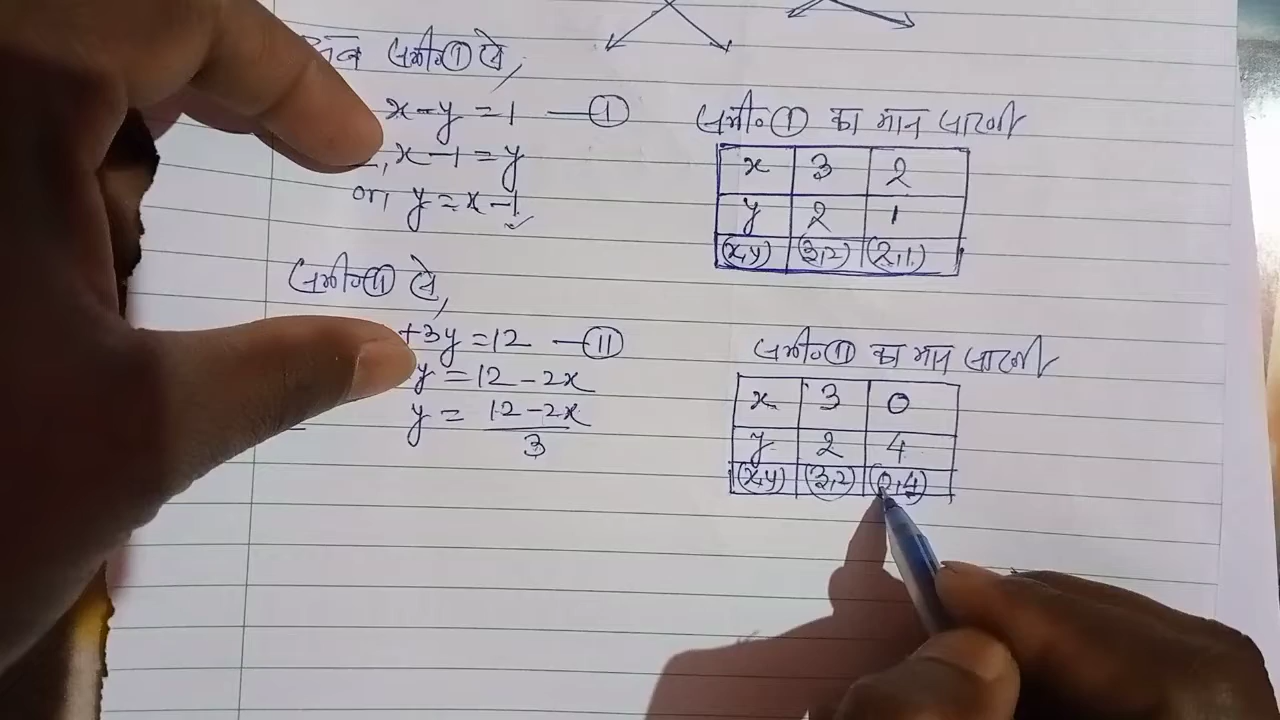 अब समी॰ ① से,
x - y = 1 — ①
, x - 1 = y
or, y = x - 1
समी॰ ⑪ से,
+3y = 12 — ⑪
y = 12 - 2x
y = 12 - 2x / 3
समी॰ ① का मान सारणी
x 3 2
y 2 1
(x,y) (3,2) (2,1)
समी॰ ⑪ का मान सारणी
x 3 0
y 2 4
(x,y) (3,2) (0,4)